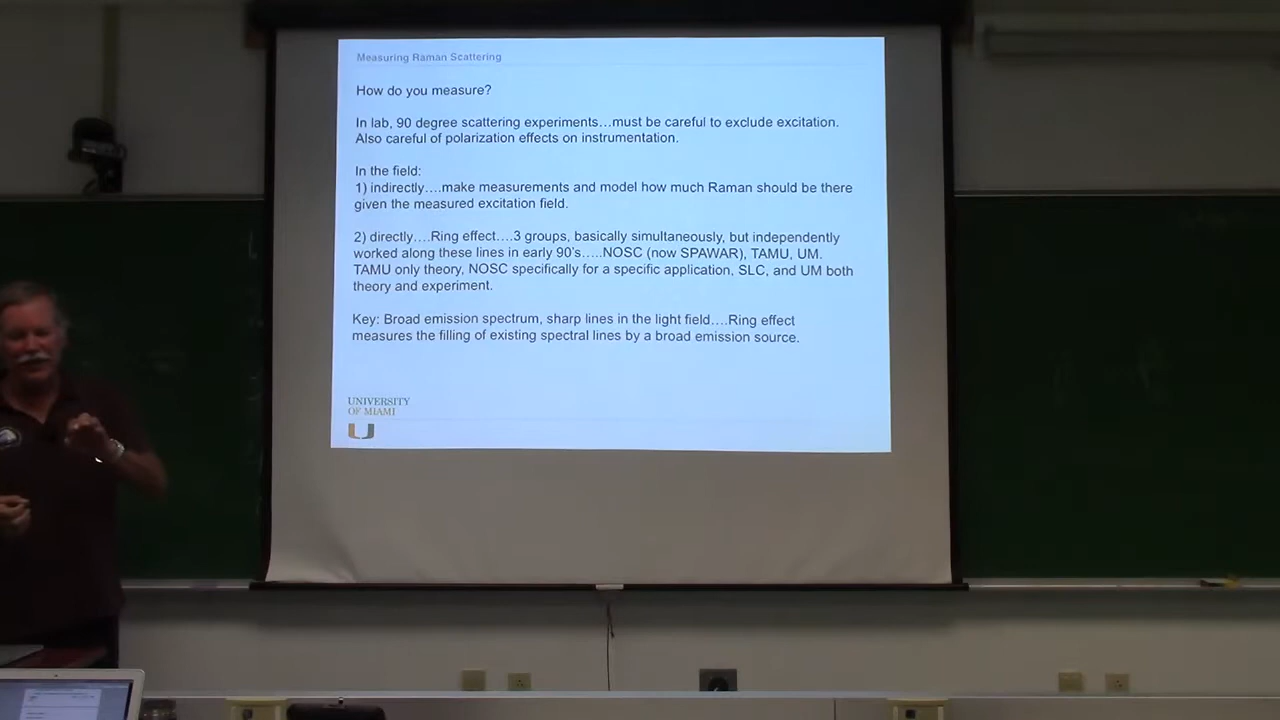 Measuring Raman Scattering
How do you measure?
In lab, 90 degree scattering experiments…must be careful to exclude excitation.
Also careful of polarization effects on instrumentation.
In the field:
1) indirectly….make measurements and model how much Raman should be there
given the measured excitation field.
2) directly….Ring effect….3 groups, basically simultaneously, but independently
worked along these lines in early 90's…..NOSC (now SPAWAR), TAMU, UM.
TAMU only theory, NOSC specifically for a specific application, SLC, and UM both
theory and experiment.
Key: Broad emission spectrum, sharp lines in the light field….Ring effect
measures the filling of existing spectral lines by a broad emission source.
UNIVERSITY
OF MIAMI